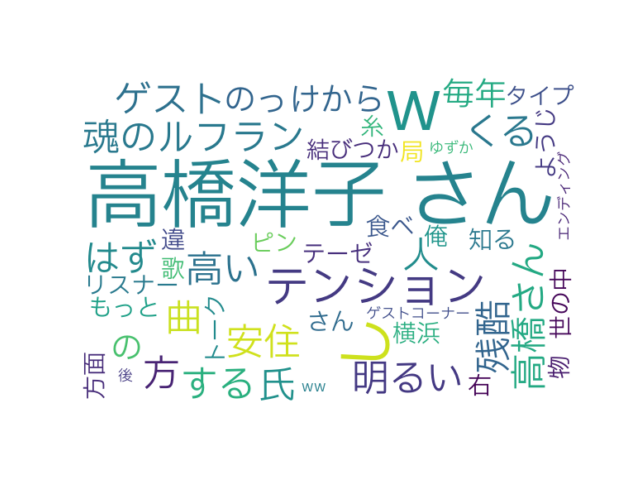 ゲストのっけから
w
毎年
タイプ
魂のルフラン
糸
結びつか
局
ゆずか
くる
ようじ
エンディング
高橋洋子
さん
はず
違
歌
高い
ピン
テーゼ
食べ
俺
人
知る
リスナー
テンション
もっと
曲
トーク
さん
ゲストコーナー
横浜
残酷
高橋さん
世の中
の
安住
つ
方面
後
方
する
氏
ww
明るい
右
物